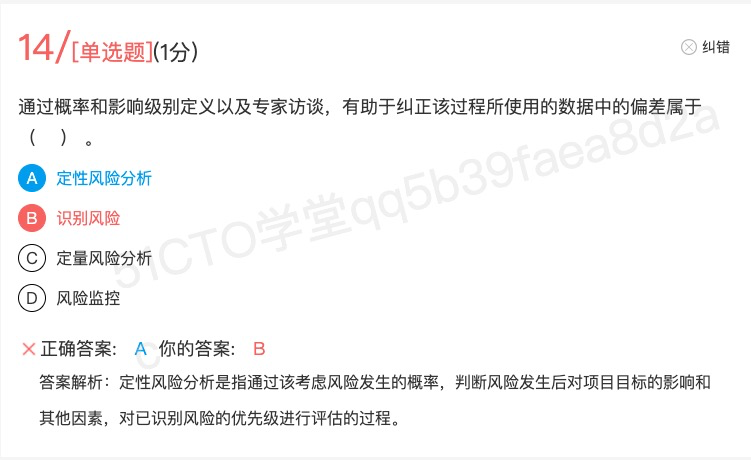 14/[单选题](1分)
纠错
通过概率和影响级别定义以及专家访谈，有助于纠正该过程所使用的数据中的偏差属于
（ ）。
A 定性风险分析
B 识别风险
C 定量风险分析
D 风险监控
正确答案: A 你的答案: B
答案解析：定性风险分析是指通过该考虑风险发生的概率，判断风险发生后对项目目标的影响和
其他因素，对已识别风险的优先级进行评估的过程。
51CTO学堂qq5b39faea8d2a
c